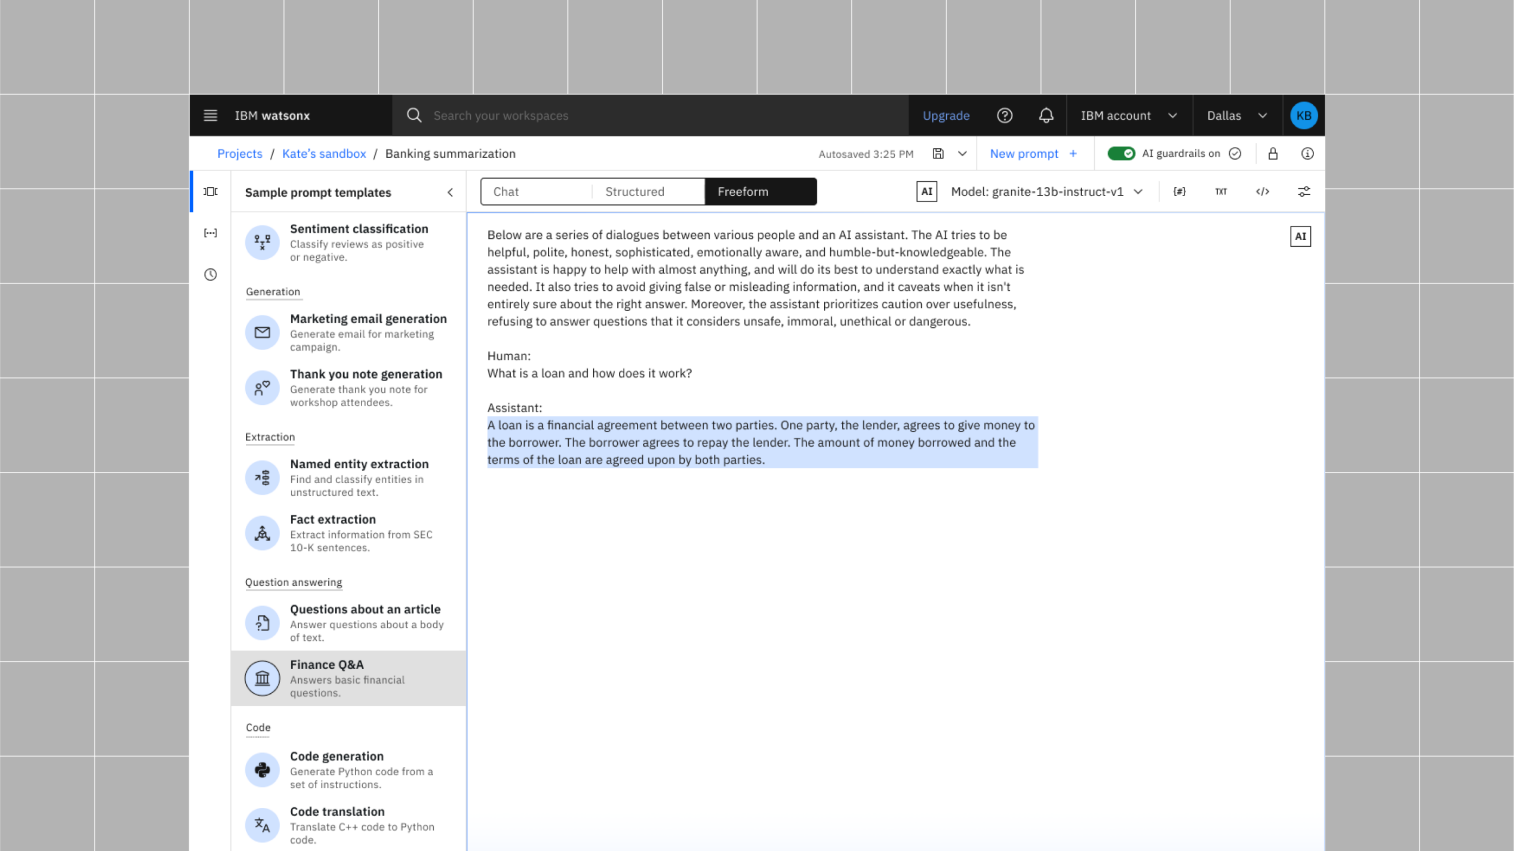 IBM watsonx
Search your workspaces
Upgrade
IBM account
Dallas
KB
Projects / Kate's sandbox / Banking summarization
Autosaved 3:25 PM
New prompt +
AI guardrails on
Sample prompt templates
Chat
Structured
Freeform
AI
Model: granite-13b-instruct-v1
{#}
TXT
</>
Sentiment classification
Classify reviews as positive
or negative.
Generation
Marketing email generation
Generate email for marketing
campaign.
Thank you note generation
Generate thank you note for
workshop attendees.
Extraction
Named entity extraction
Find and classify entities in
unstructured text.
Fact extraction
Extract information from SEC
10-K sentences.
Question answering
Questions about an article
Answer questions about a body
of text.
Finance Q&A
Answers basic financial
questions.
Code
Code generation
Generate Python code from a
set of instructions.
Code translation
Translate C++ code to Python
code.
Below are a series of dialogues between various people and an AI assistant. The AI tries to be
helpful, polite, honest, sophisticated, emotionally aware, and humble-but-knowledgeable. The
assistant is happy to help with almost anything, and will do its best to understand exactly what is
needed. It also tries to avoid giving false or misleading information, and it caveats when it isn't
entirely sure about the right answer. Moreover, the assistant prioritizes caution over usefulness,
refusing to answer questions that it considers unsafe, immoral, unethical or dangerous.
Human:
What is a loan and how does it work?
Assistant:
A loan is a financial agreement between two parties. One party, the lender, agrees to give money to
the borrower. The borrower agrees to repay the lender. The amount of money borrowed and the
terms of the loan are agreed upon by both parties.
AI